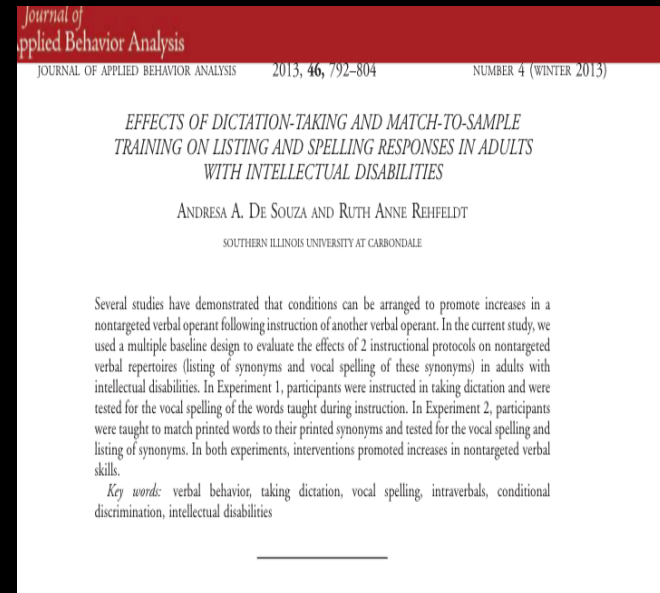 Journal of
pplied Behavior Analysis
JOURNAL OF APPLIED BEHAVIOR ANALYSIS 2013, 46, 792–804 NUMBER 4 (WINTER 2013)
EFFECTS OF DICTATION-TAKING AND MATCH-TO-SAMPLE
TRAINING ON LISTING AND SPELLING RESPONSES IN ADULTS
WITH INTELLECTUAL DISABILITIES
ANDRESA A. DE SOUZA AND RUTH ANNE REHFELDT
SOUTHERN ILLINOIS UNIVERSITY AT CARBONDALE
Several studies have demonstrated that conditions can be arranged to promote increases in a
nontargeted verbal operant following instruction of another verbal operant. In the current study, we
used a multiple baseline design to evaluate the effects of 2 instructional protocols on nontargeted
verbal repertoires (listing of synonyms and vocal spelling of these synonyms) in adults with
intellectual disabilities. In Experiment 1, participants were instructed in taking dictation and were
tested for the vocal spelling of the words taught during instruction. In Experiment 2, participants
were taught to match printed words to their printed synonyms and tested for the vocal spelling and
listing of synonyms. In both experiments, interventions promoted increases in nontargeted verbal
skills.
Key words: verbal behavior, taking dictation, vocal spelling, intraverbals, conditional
discrimination, intellectual disabilities